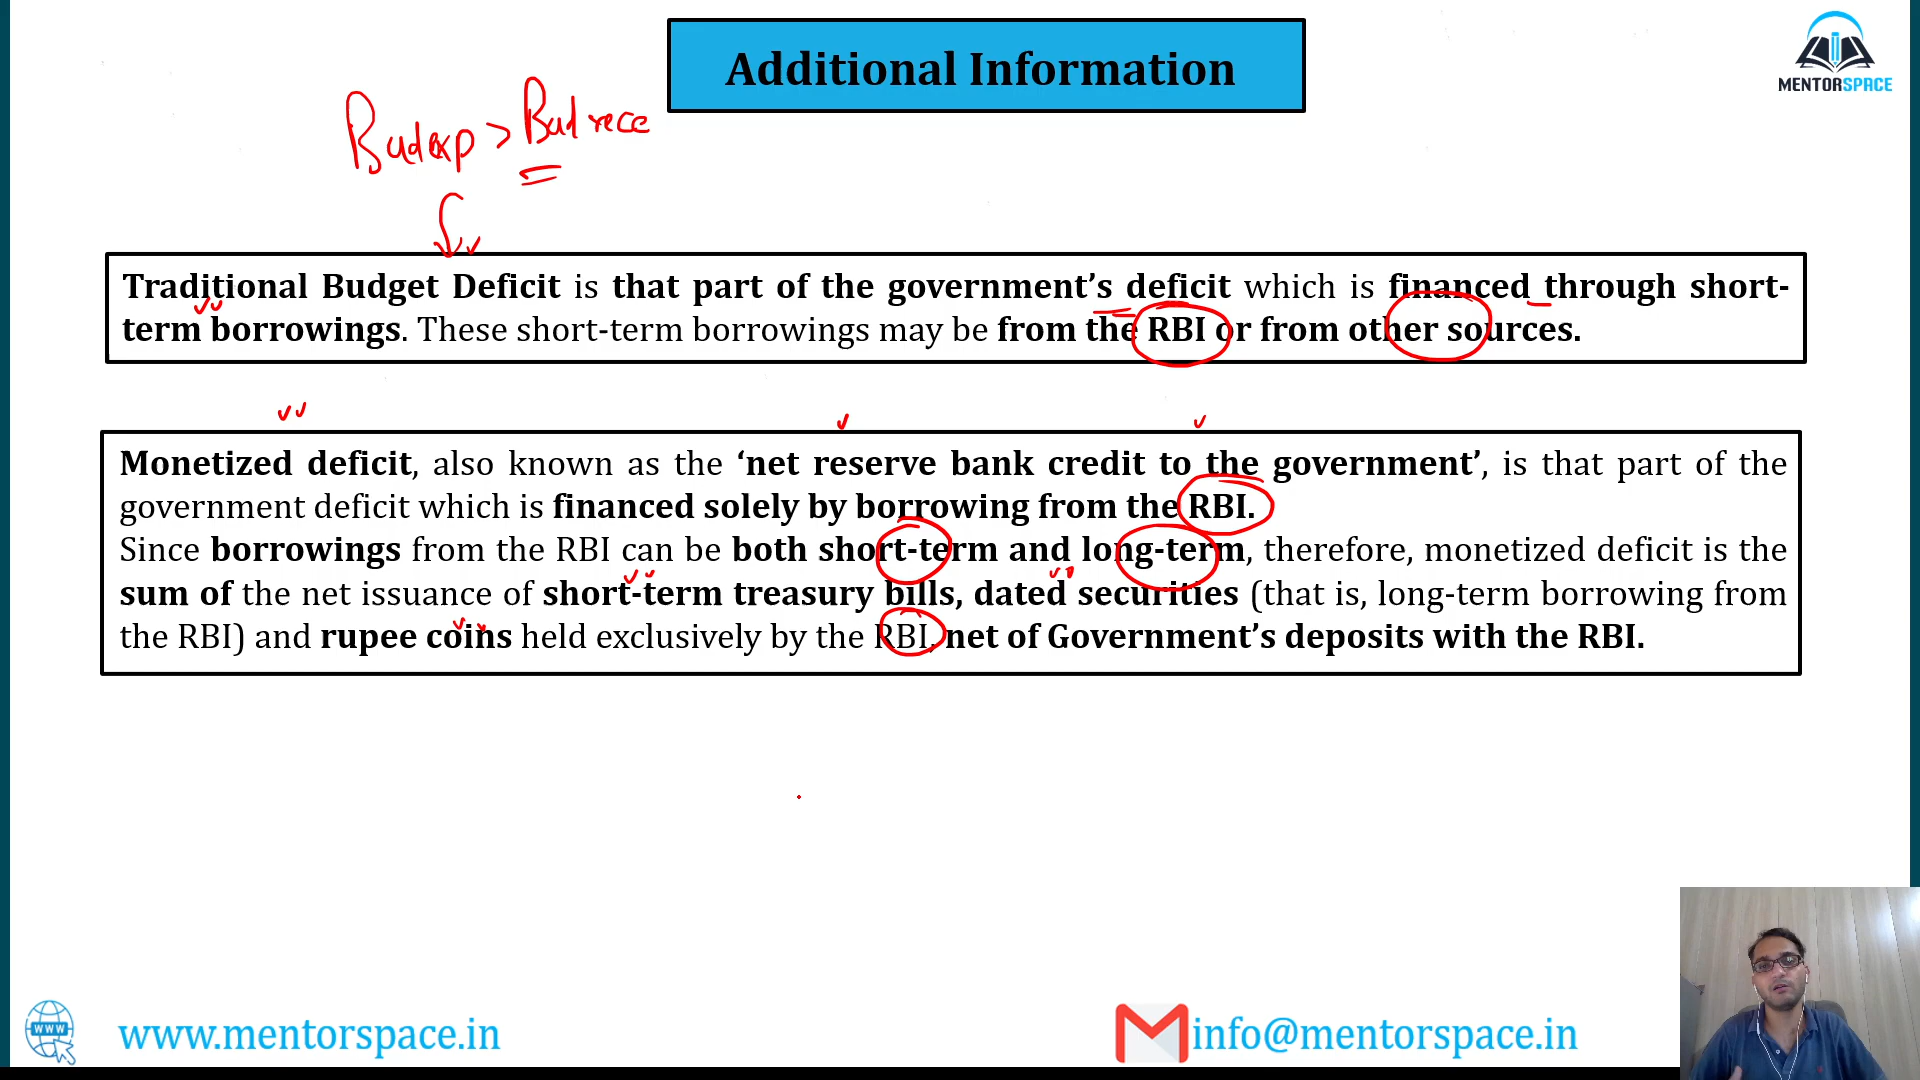 Additional Information
MENTORSPACE
Budexp > Bud rece
Traditional Budget Deficit is that part of the government’s deficit which is financed through short-
term borrowings. These short-term borrowings may be from the RBI or from other sources.
Monetized deficit, also known as the ‘net reserve bank credit to the government’, is that part of the
government deficit which is financed solely by borrowing from the RBI.
Since borrowings from the RBI can be both short-term and long-term, therefore, monetized deficit is the
sum of the net issuance of short-term treasury bills, dated securities (that is, long-term borrowing from
the RBI) and rupee coins held exclusively by the RBI, net of Government’s deposits with the RBI.
WWW
www.mentorspace.in
info@mentorspace.in